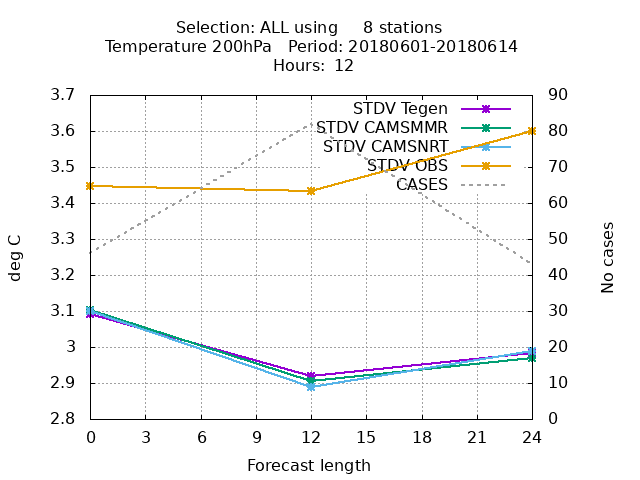 Selection: ALL using 8 stations
Temperature 200hPa Period: 20180601-20180614
Hours: 12
3.7 90
STDV Tegen
3.6 STDV CAMSMMR 80
STDV CAMSNRT
3.5 STDV OBS 70
CASES
3.4 60
3.3 50
deg C
No cases
3.2 40
3.1 30
3 20
2.9 10
2.8 0
0 3 6 9 12 15 18 21 24
Forecast length